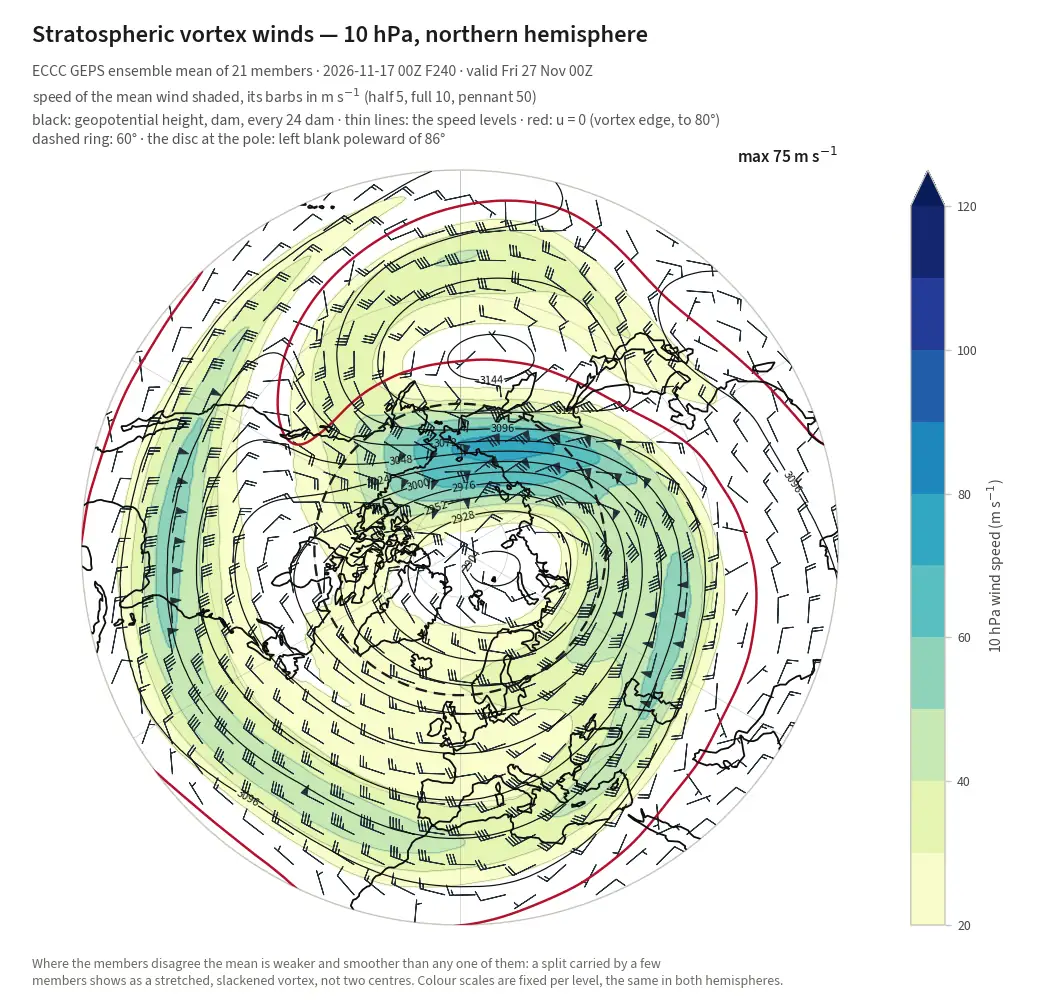 Stratospheric vortex winds — 10 hPa, northern hemisphere
ECCC GEPS ensemble mean of 21 members · 2026-11-17 00Z F240 · valid Fri 27 Nov 00Z
speed of the mean wind shaded, its barbs in m s⁻¹ (half 5, full 10, pennant 50)
black: geopotential height, dam, every 24 dam · thin lines: the speed levels · red: u = 0 (vortex edge, to 80°)
dashed ring: 60° · the disc at the pole: left blank poleward of 86°
max 75 m s⁻¹
120
100
80
60
40
20
10 hPa wind speed (m s⁻¹)
3144
3096
3048
3000
2976
2952
2928
3096
3096
Where the members disagree the mean is weaker and smoother than any one of them: a split carried by a few
members shows as a stretched, slackened vortex, not two centres. Colour scales are fixed per level, the same in both hemispheres.